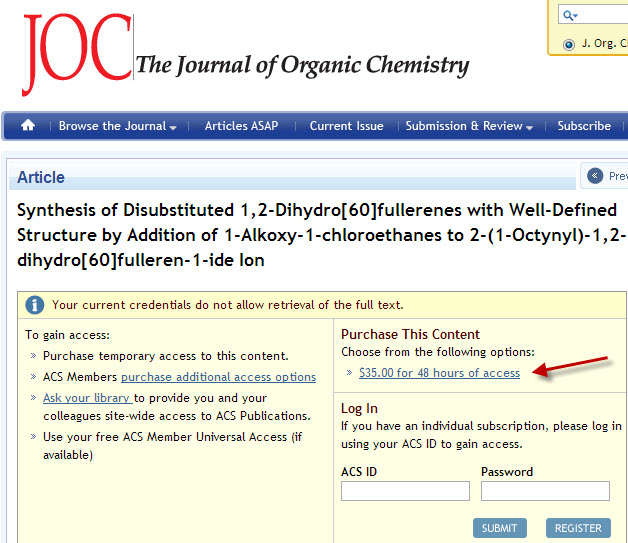 J. Org. C
JOC The Journal of Organic Chemistry
Browse the Journal Articles ASAP Current Issue Submission & Review Subscribe
Article
Prev
Synthesis of Disubstituted 1,2-Dihydro[60]fullerenes with Well-Defined
Structure by Addition of 1-Alkoxy-1-chloroethanes to 2-(1-Octynyl)-1,2-
dihydro[60]fulleren-1-ide Ion
Your current credentials do not allow retrieval of the full text.
To gain access:
» Purchase temporary access to this content.
» ACS Members purchase additional access options
» Ask your library to provide you and your
colleagues site-wide access to ACS Publications.
» Use your free ACS Member Universal Access (if
available)
Purchase This Content
Choose from the following options:
» $35.00 for 48 hours of access
Log In
If you have an individual subscription, please log in
using your ACS ID to gain access.
ACS ID Password
SUBMIT REGISTER